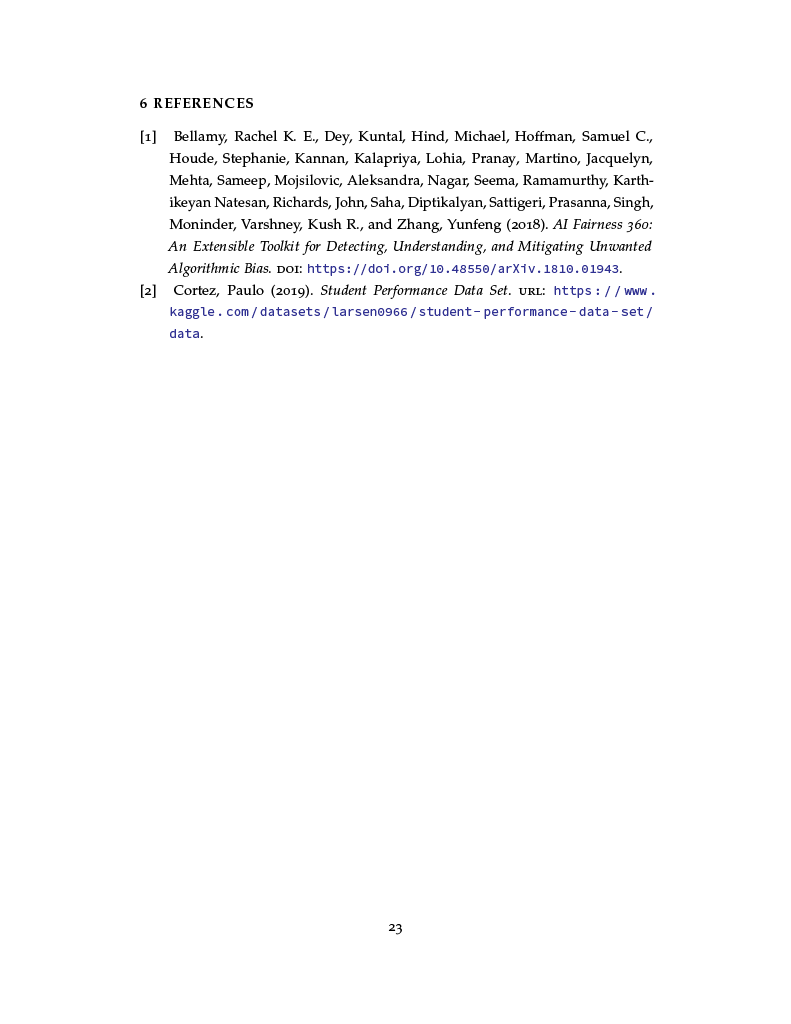 6 REFERENCES
[1] Bellamy, Rachel K. E., Dey, Kuntal, Hind, Michael, Hoffman, Samuel C.,
Houde, Stephanie, Kannan, Kalapriya, Lohia, Pranay, Martino, Jacquelyn,
Mehta, Sameep, Mojsilovic, Aleksandra, Nagar, Seema, Ramamurthy, Karth-
ikeyan Natesan, Richards, John, Saha, Diptikalyan, Sattigeri, Prasanna, Singh,
Moninder, Varshney, Kush R., and Zhang, Yunfeng (2018). AI Fairness 360:
An Extensible Toolkit for Detecting, Understanding, and Mitigating Unwanted
Algorithmic Bias. DOI: https://doi.org/10.48550/arXiv.1810.01943.
[2] Cortez, Paulo (2019). Student Performance Data Set. URL: https://www.
kaggle.com/datasets/larsen0966/student-performance-data-set/
data.
23